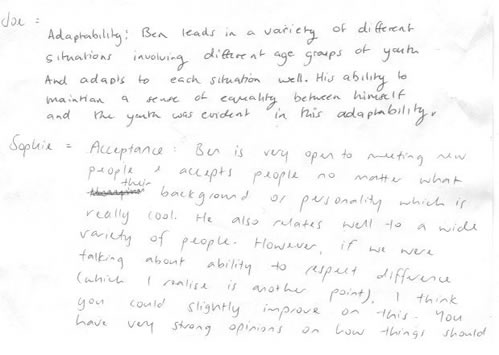 Joe =
Adaptability: Ben leads in a variety of different
situations involving different age groups of youth
And adapts to each situation well. His ability to
maintian a sense of equality between himself
and the youth was evident in this adaptability.
Sophie = Acceptance: Ben is very open to meeting new
people & accepts people no matter what
their
background or personality which is
really cool. He also relates well to a wide
variety of people. However, if we were
talking about ability to respect difference
(which I realise is another point), I think
you could slightly improve on this. You
have very strong opinions on how things should